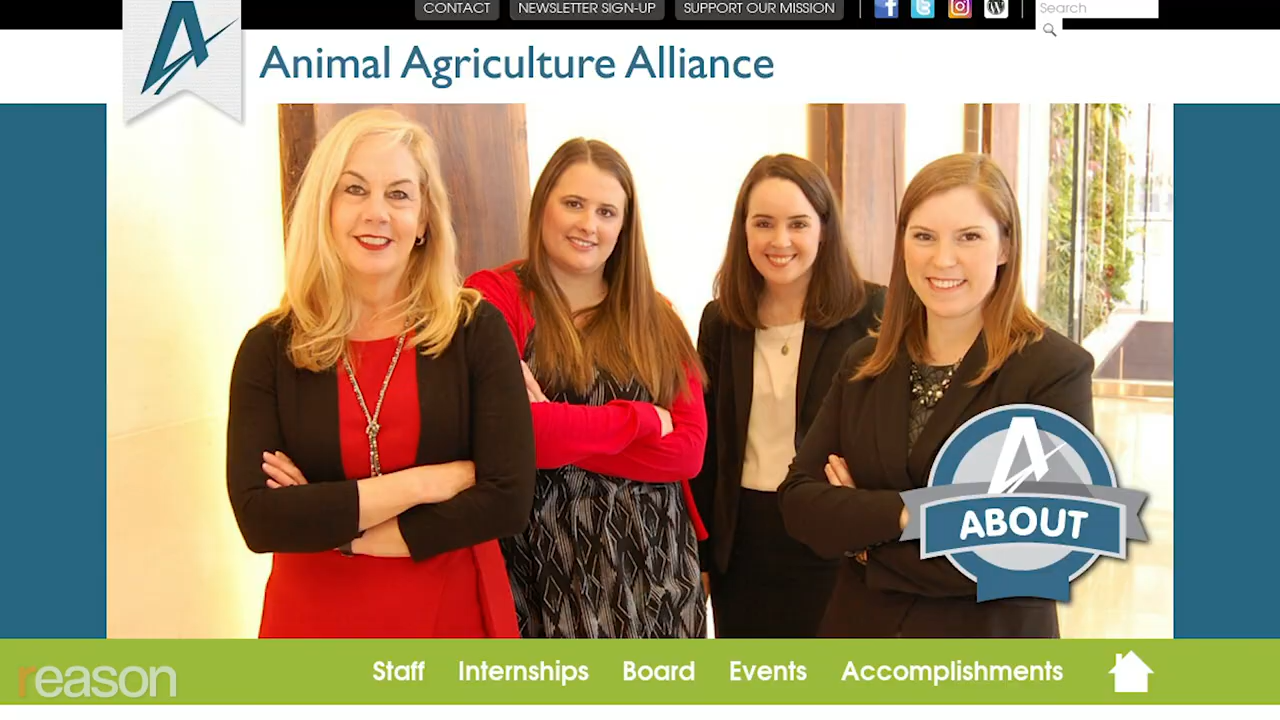 CONTACT NEWSLETTER SIGN-UP SUPPORT OUR MISSION Search
Animal Agriculture Alliance
ABOUT
Staff Internships Board Events Accomplishments
reason